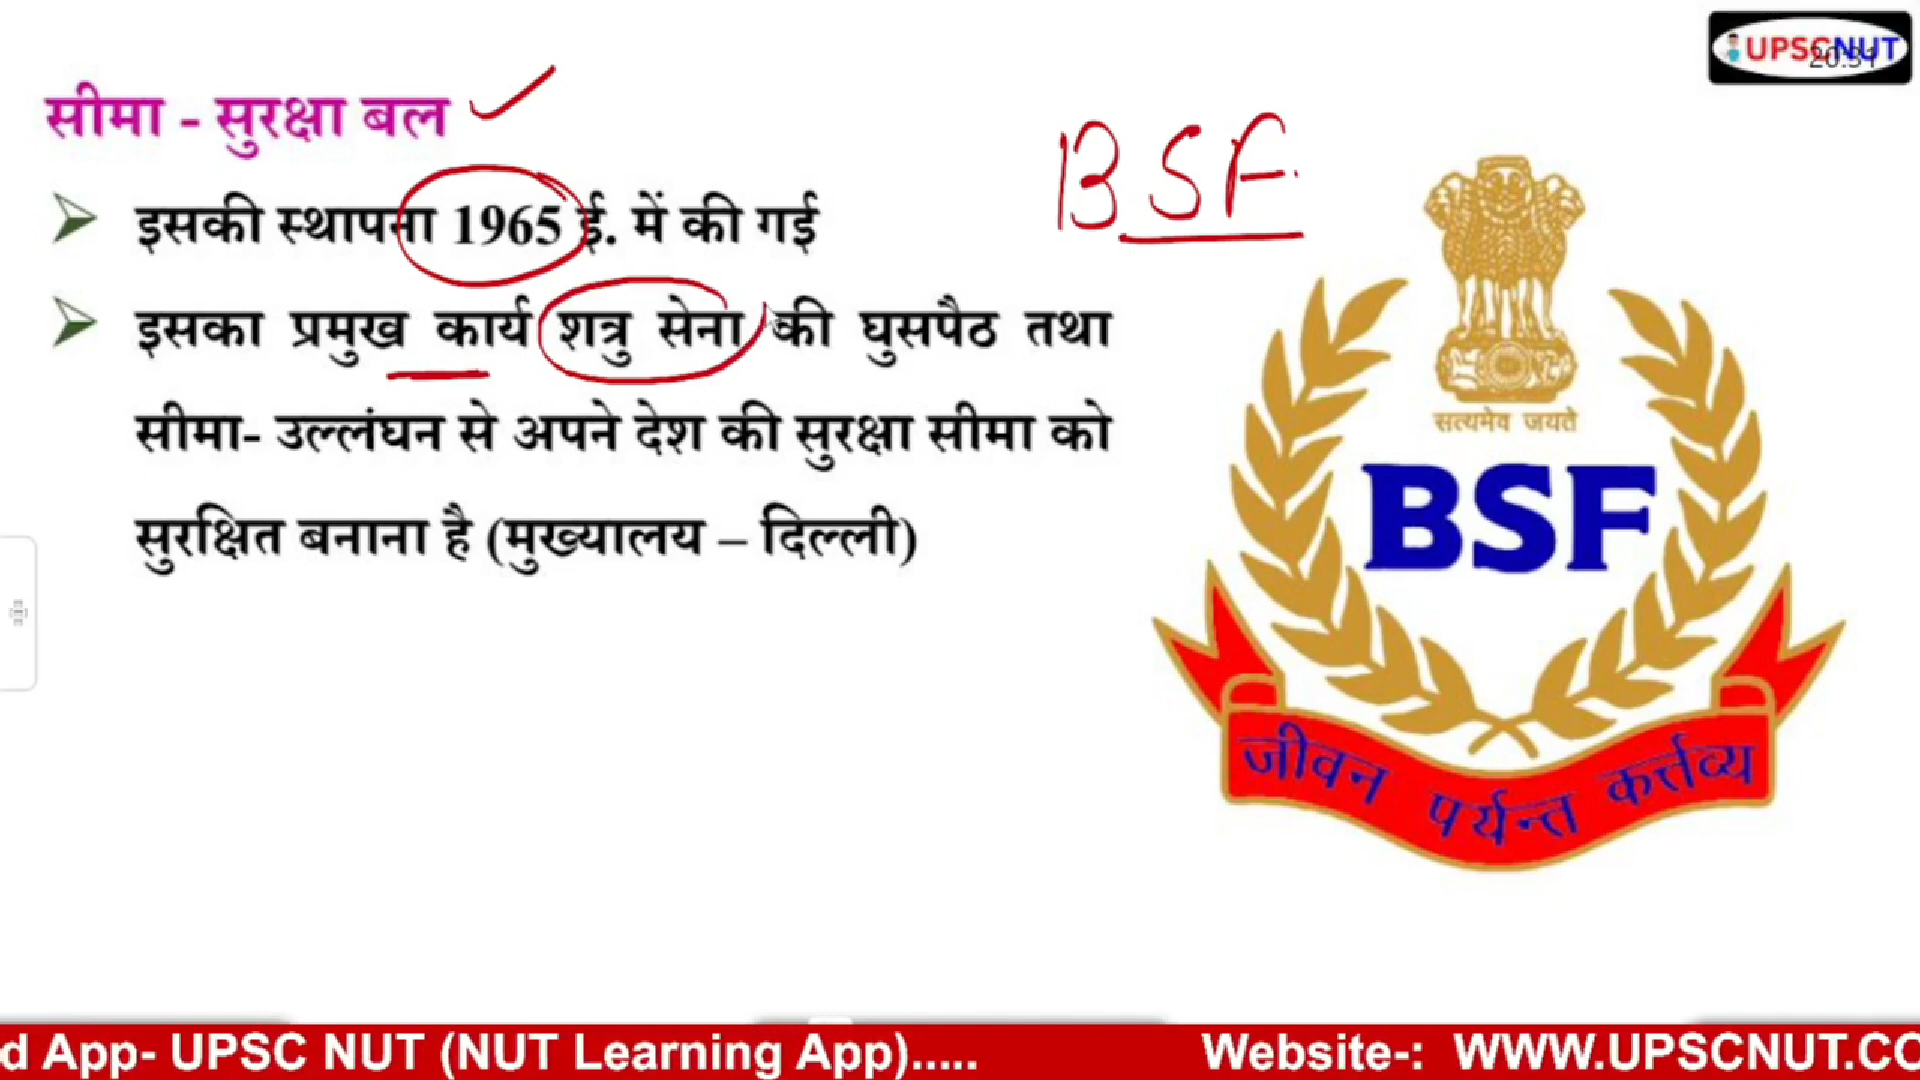 UPSCNUT
20:31
सीमा - सुरक्षा बल
BSF
इसकी स्थापना 1965 ई. में की गई
इसका प्रमुख कार्य शत्रु सेना की घुसपैठ तथा
सीमा- उल्लंघन से अपने देश की सुरक्षा सीमा को
सुरक्षित बनाना है (मुख्यालय – दिल्ली)
सत्यमेव जयते
BSF
जीवन पर्यन्त कर्त्तव्य
d App- UPSC NUT (NUT Learning App)..... Website-: WWW.UPSCNUT.CO